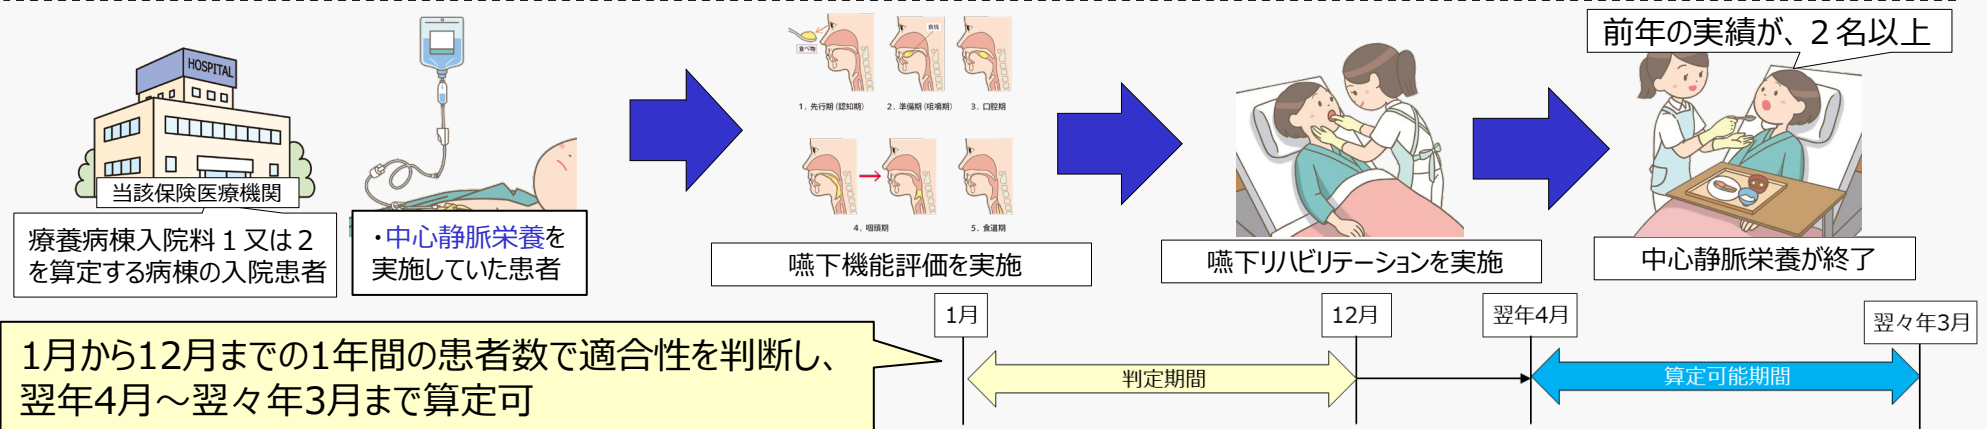 HOSPITAL
当該保険医療機関
療養病棟入院料1又は2
を算定する病棟の入院患者
・中心静脈栄養を
実施していた患者
食べ物
食塊
1. 先行期(認知期)
2. 準備期(咀嚼期)
3. 口腔期
4. 咽頭期
5. 食道期
嚥下機能評価を実施
嚥下リハビリテーションを実施
前年の実績が、2名以上
中心静脈栄養が終了
1月から12月までの1年間の患者数で適合性を判断し、
翌年4月～翌々年3月まで算定可
1月
12月
翌年4月
翌々年3月
判定期間
算定可能期間